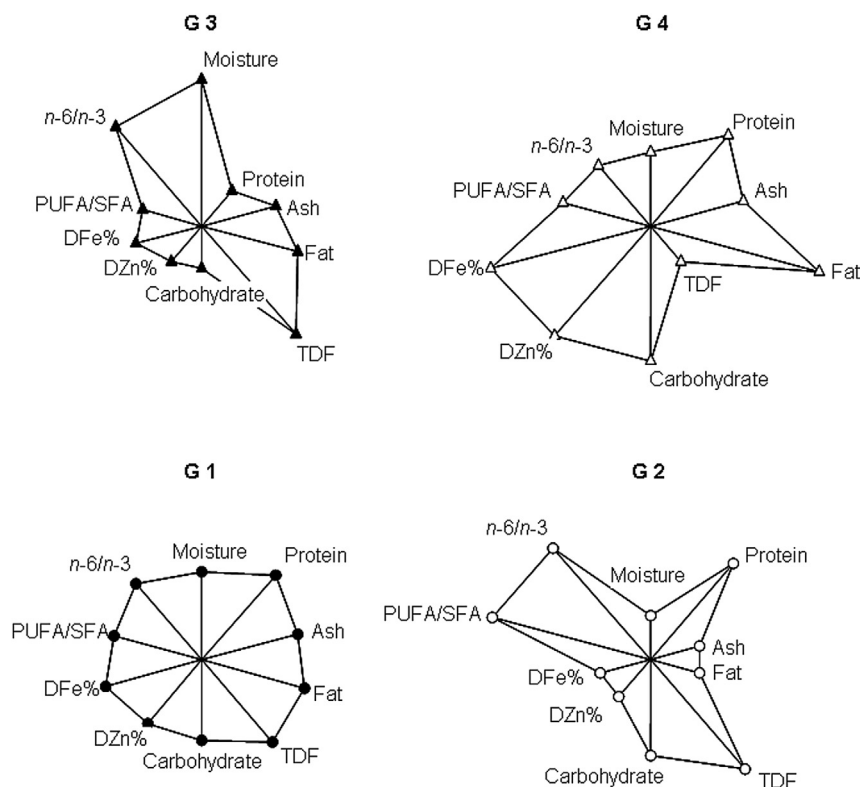 G 3
Moisture
n-6/n-3
Protein
PUFA/SFA
Ash
DFe%
Fat
DZn%
Carbohydrate
TDF
G 4
Protein
Moisture
n-6/n-3
PUFA/SFA
Ash
DFe%
Fat
TDF
DZn%
Carbohydrate
G 1
Moisture
Protein
n-6/n-3
PUFA/SFA
Ash
DFe%
Fat
DZn%
Carbohydrate
TDF
G 2
n-6/n-3
Protein
Moisture
PUFA/SFA
Ash
DFe%
Fat
DZn%
Carbohydrate
TDF